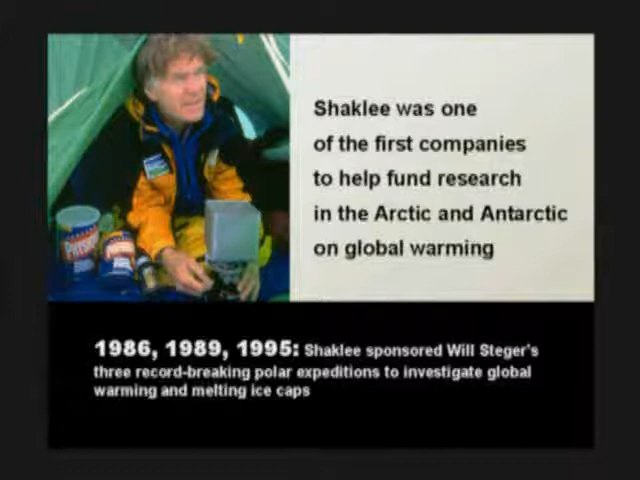 Shaklee was one
of the first companies
to help fund research
in the Arctic and Antarctic
on global warming
1986, 1989, 1995: Shaklee sponsored Will Steger's
three record-breaking polar expeditions to investigate global
warming and melting ice caps